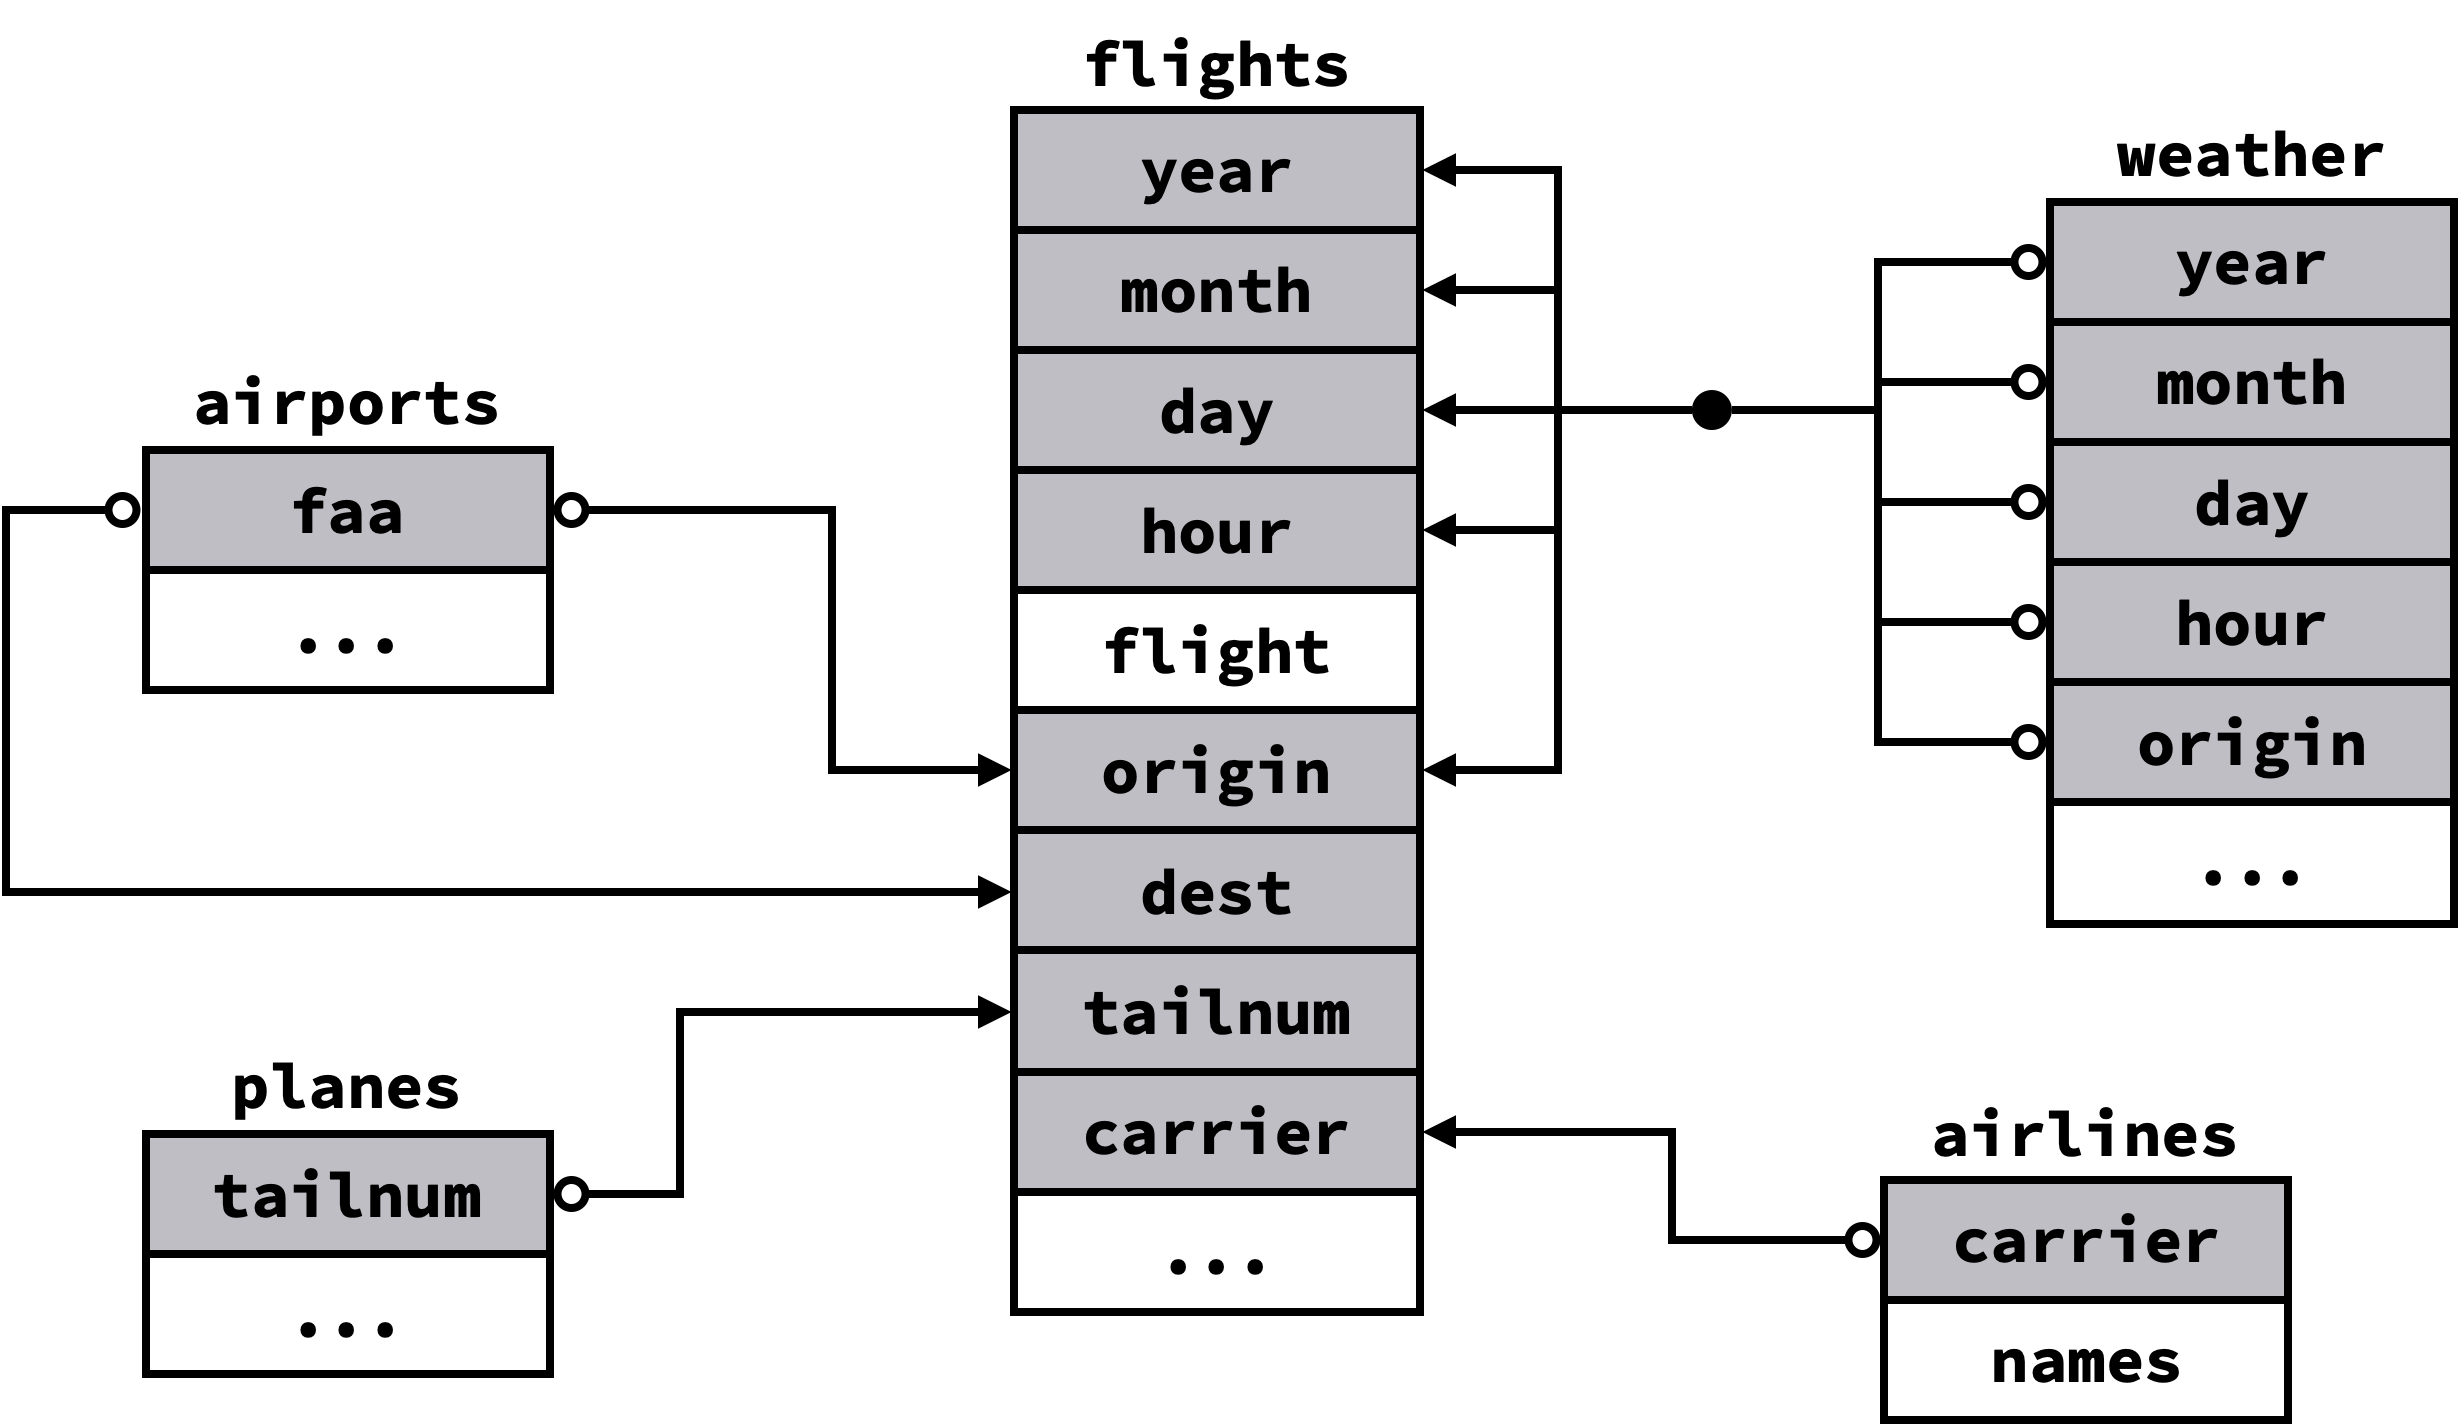 flights
year
month
day
hour
flight
origin
dest
tailnum
carrier
...
weather
year
month
day
hour
origin
...
airports
faa
...
planes
tailnum
...
airlines
carrier
names